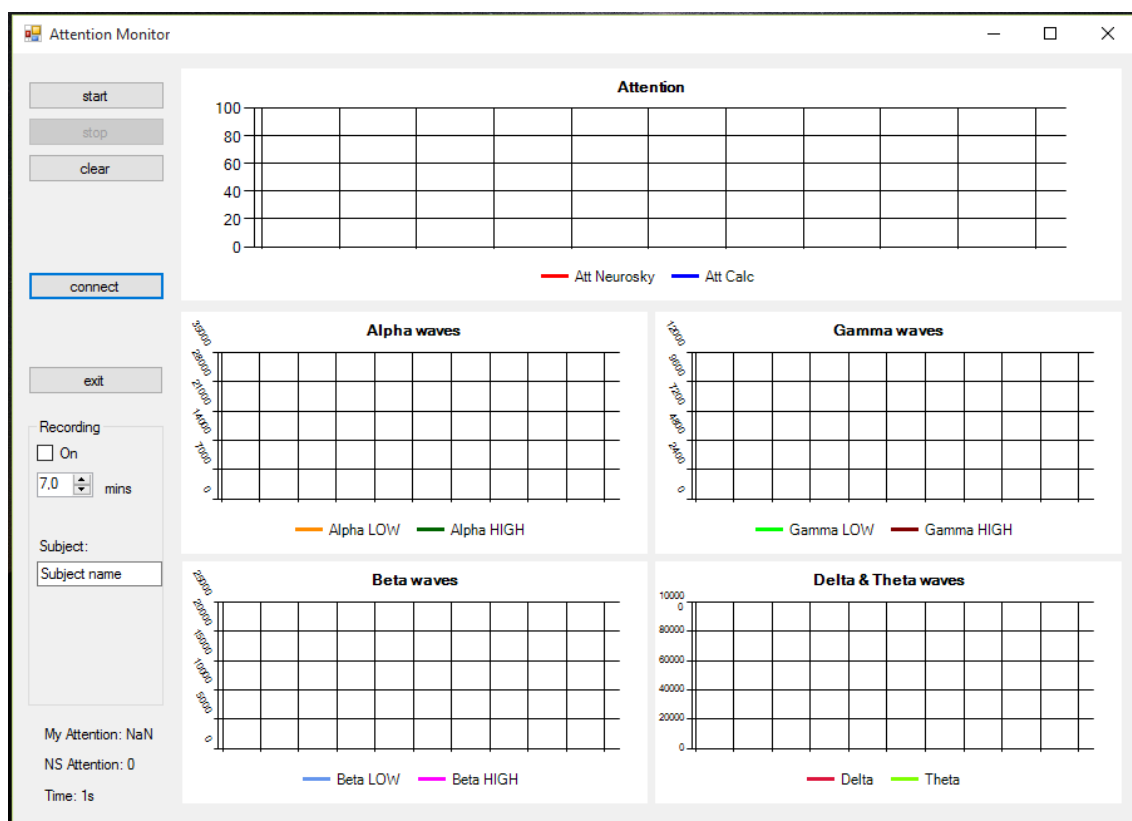 Attention Monitor
start
stop
clear
connect
exit
Recording
On
7,0 mins
Subject:
Subject name
My Attention: NaN
NS Attention: 0
Time: 1s
Attention
100
80
60
40
20
0
Att Neurosky Att Calc
Alpha waves
35000
28000
21000
14000
7000
0
Alpha LOW Alpha HIGH
Gamma waves
12000
9600
7200
4800
2400
0
Gamma LOW Gamma HIGH
Beta waves
25000
20000
15000
10000
5000
0
Beta LOW Beta HIGH
Delta & Theta waves
10000
0
80000
60000
40000
20000
0
Delta Theta